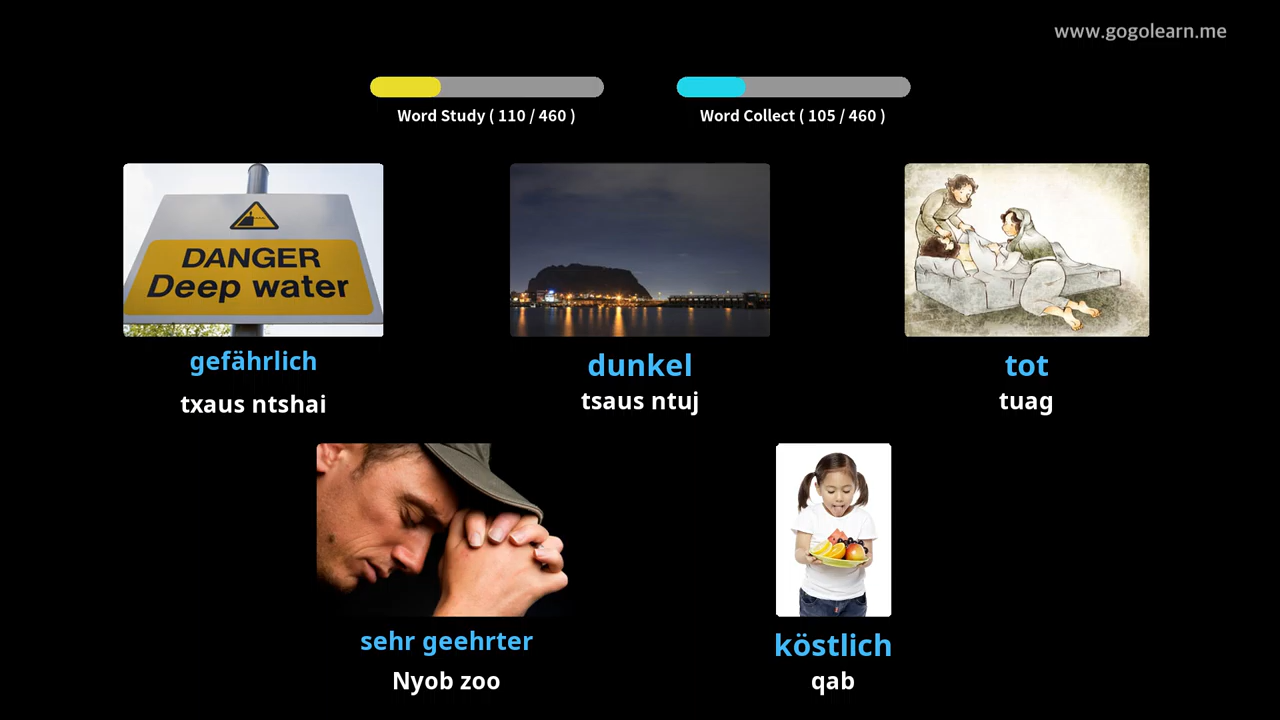 www.gogolearn.me
Word Study ( 110 / 460 )
Word Collect ( 105 / 460 )
DANGER
Deep water
gefährlich
txaus ntshai
dunkel
tsaus ntuj
tot
tuag
sehr geehrter
Nyob zoo
köstlich
qab